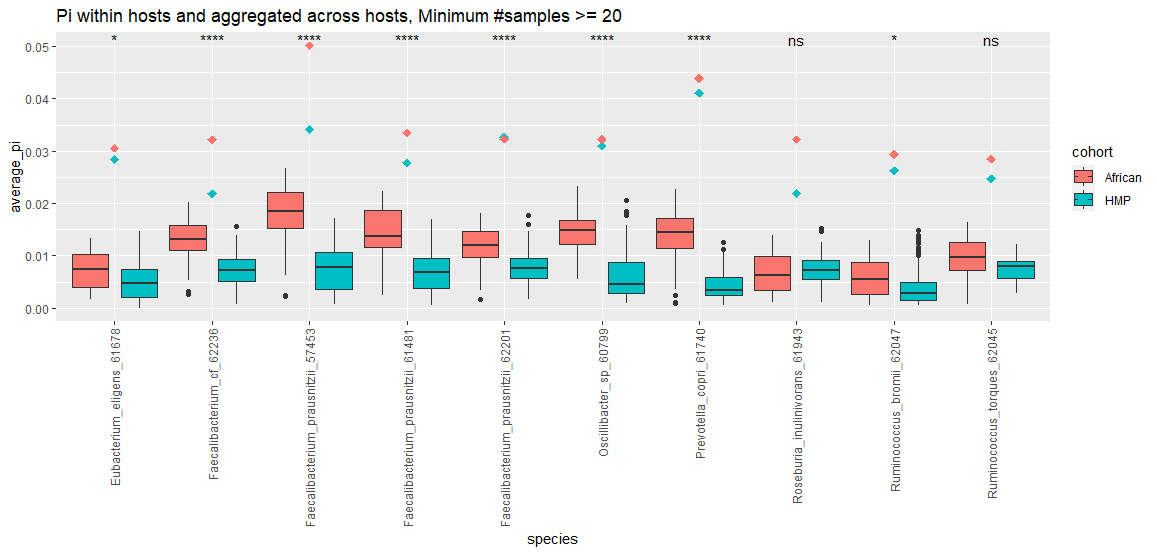 Pi within hosts and aggregated across hosts, Minimum #samples >= 20
* **** **** **** **** **** **** ns * ns
0.05
0.04
0.03
0.02
0.01
0.00
average_pi
cohort
African
HMP
Eubacterium_eligens_61678
Faecalibacterium_cf_62236
Faecalibacterium_prausnitzii_57453
Faecalibacterium_prausnitzii_61481
Faecalibacterium_prausnitzii_62201
Oscillibacter_sp_60799
Prevotella_copri_61740
Roseburia_inulinivorans_61943
Ruminococcus_bromii_62047
Ruminococcus_torques_62045
species